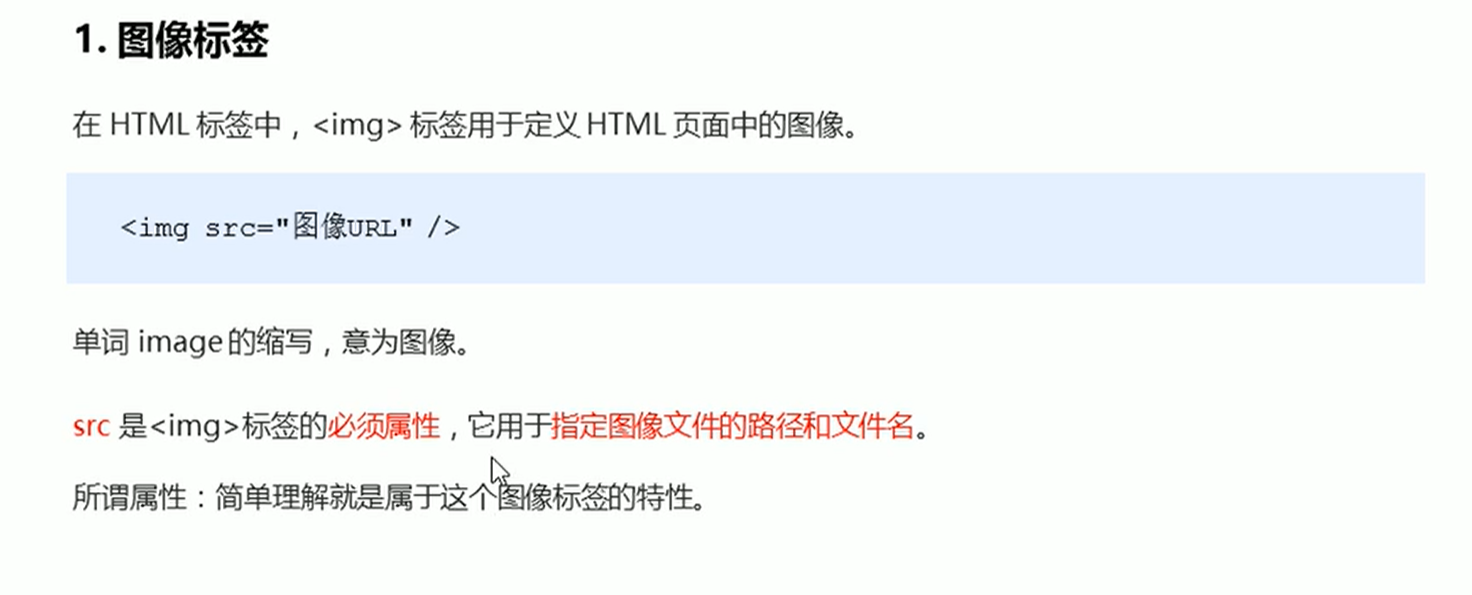 1. 图像标签
在 HTML 标签中，<img> 标签用于定义 HTML 页面中的图像。
<img src="图像URL" />
单词 image 的缩写，意为图像。
src 是<img>标签的必须属性，它用于指定图像文件的路径和文件名。
所谓属性：简单理解就是属于这个图像标签的特性。